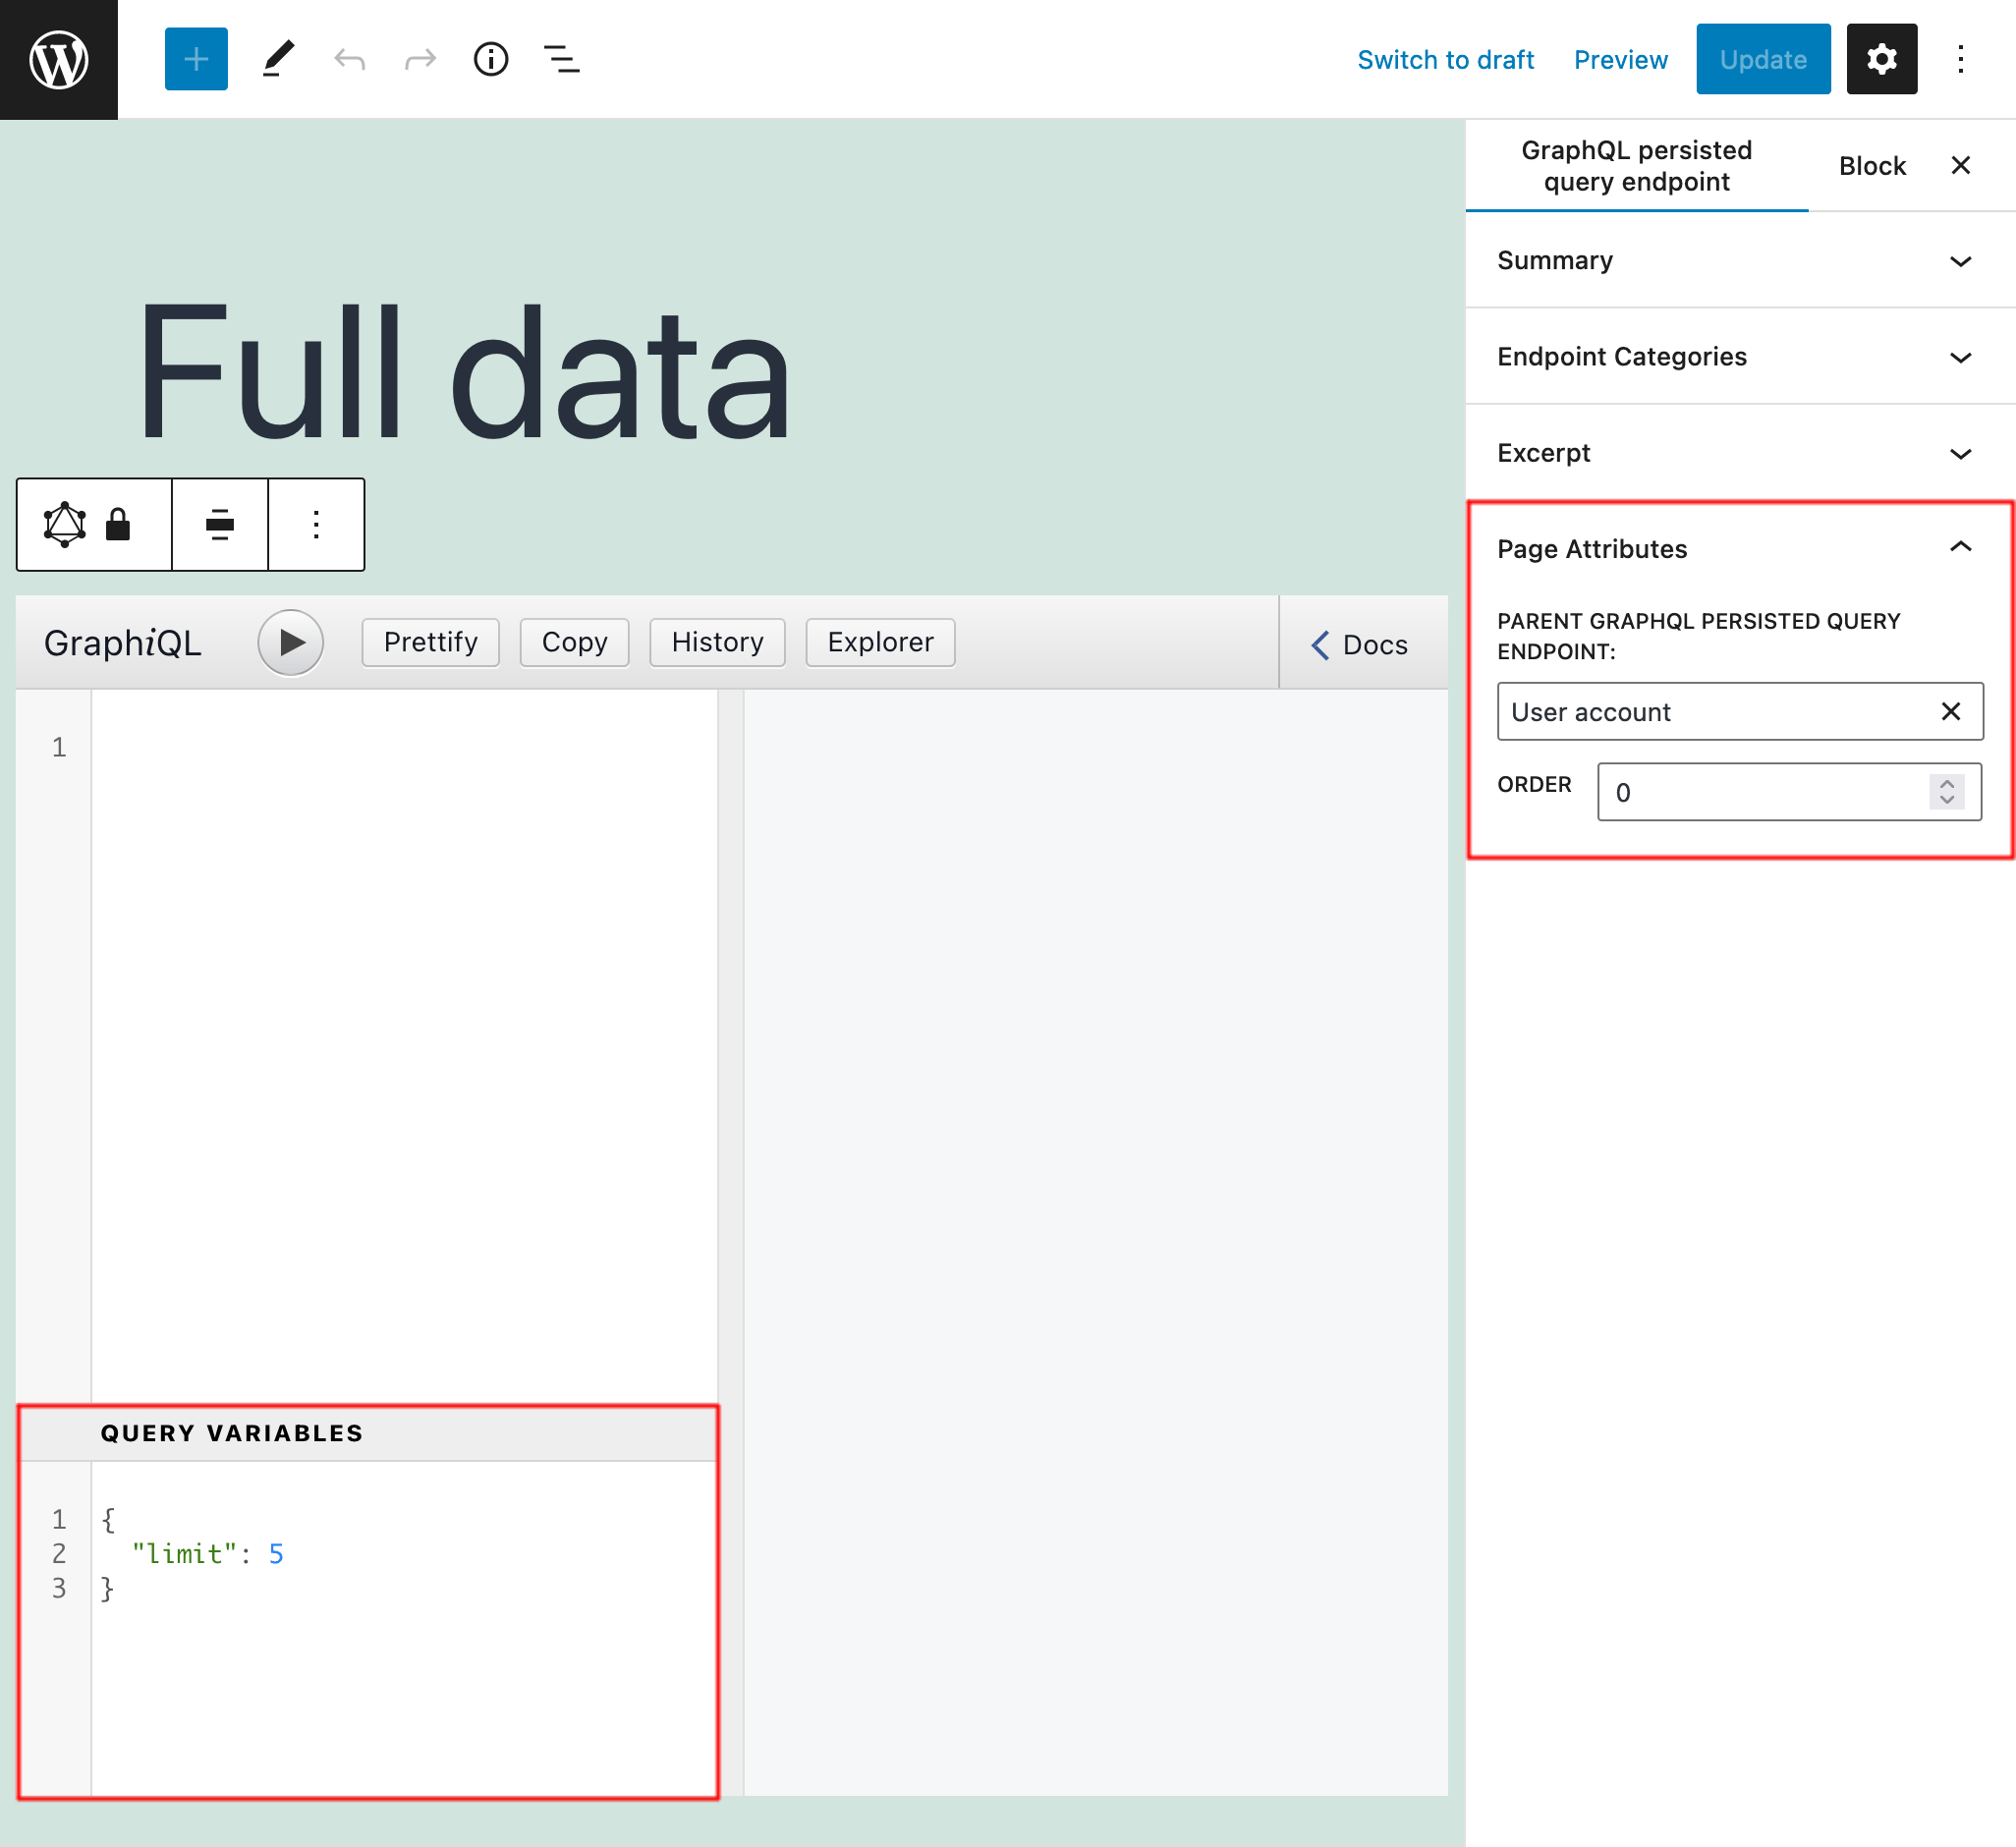 Switch to draft Preview Update
GraphQL persisted
query endpoint
Block
Summary
Endpoint Categories
Excerpt
Page Attributes
PARENT GRAPHQL PERSISTED QUERY
ENDPOINT:
User account
ORDER 0
Full data
GraphiQL Prettify Copy History Explorer Docs
1
QUERY VARIABLES
1 {
2 "limit": 5
3 }